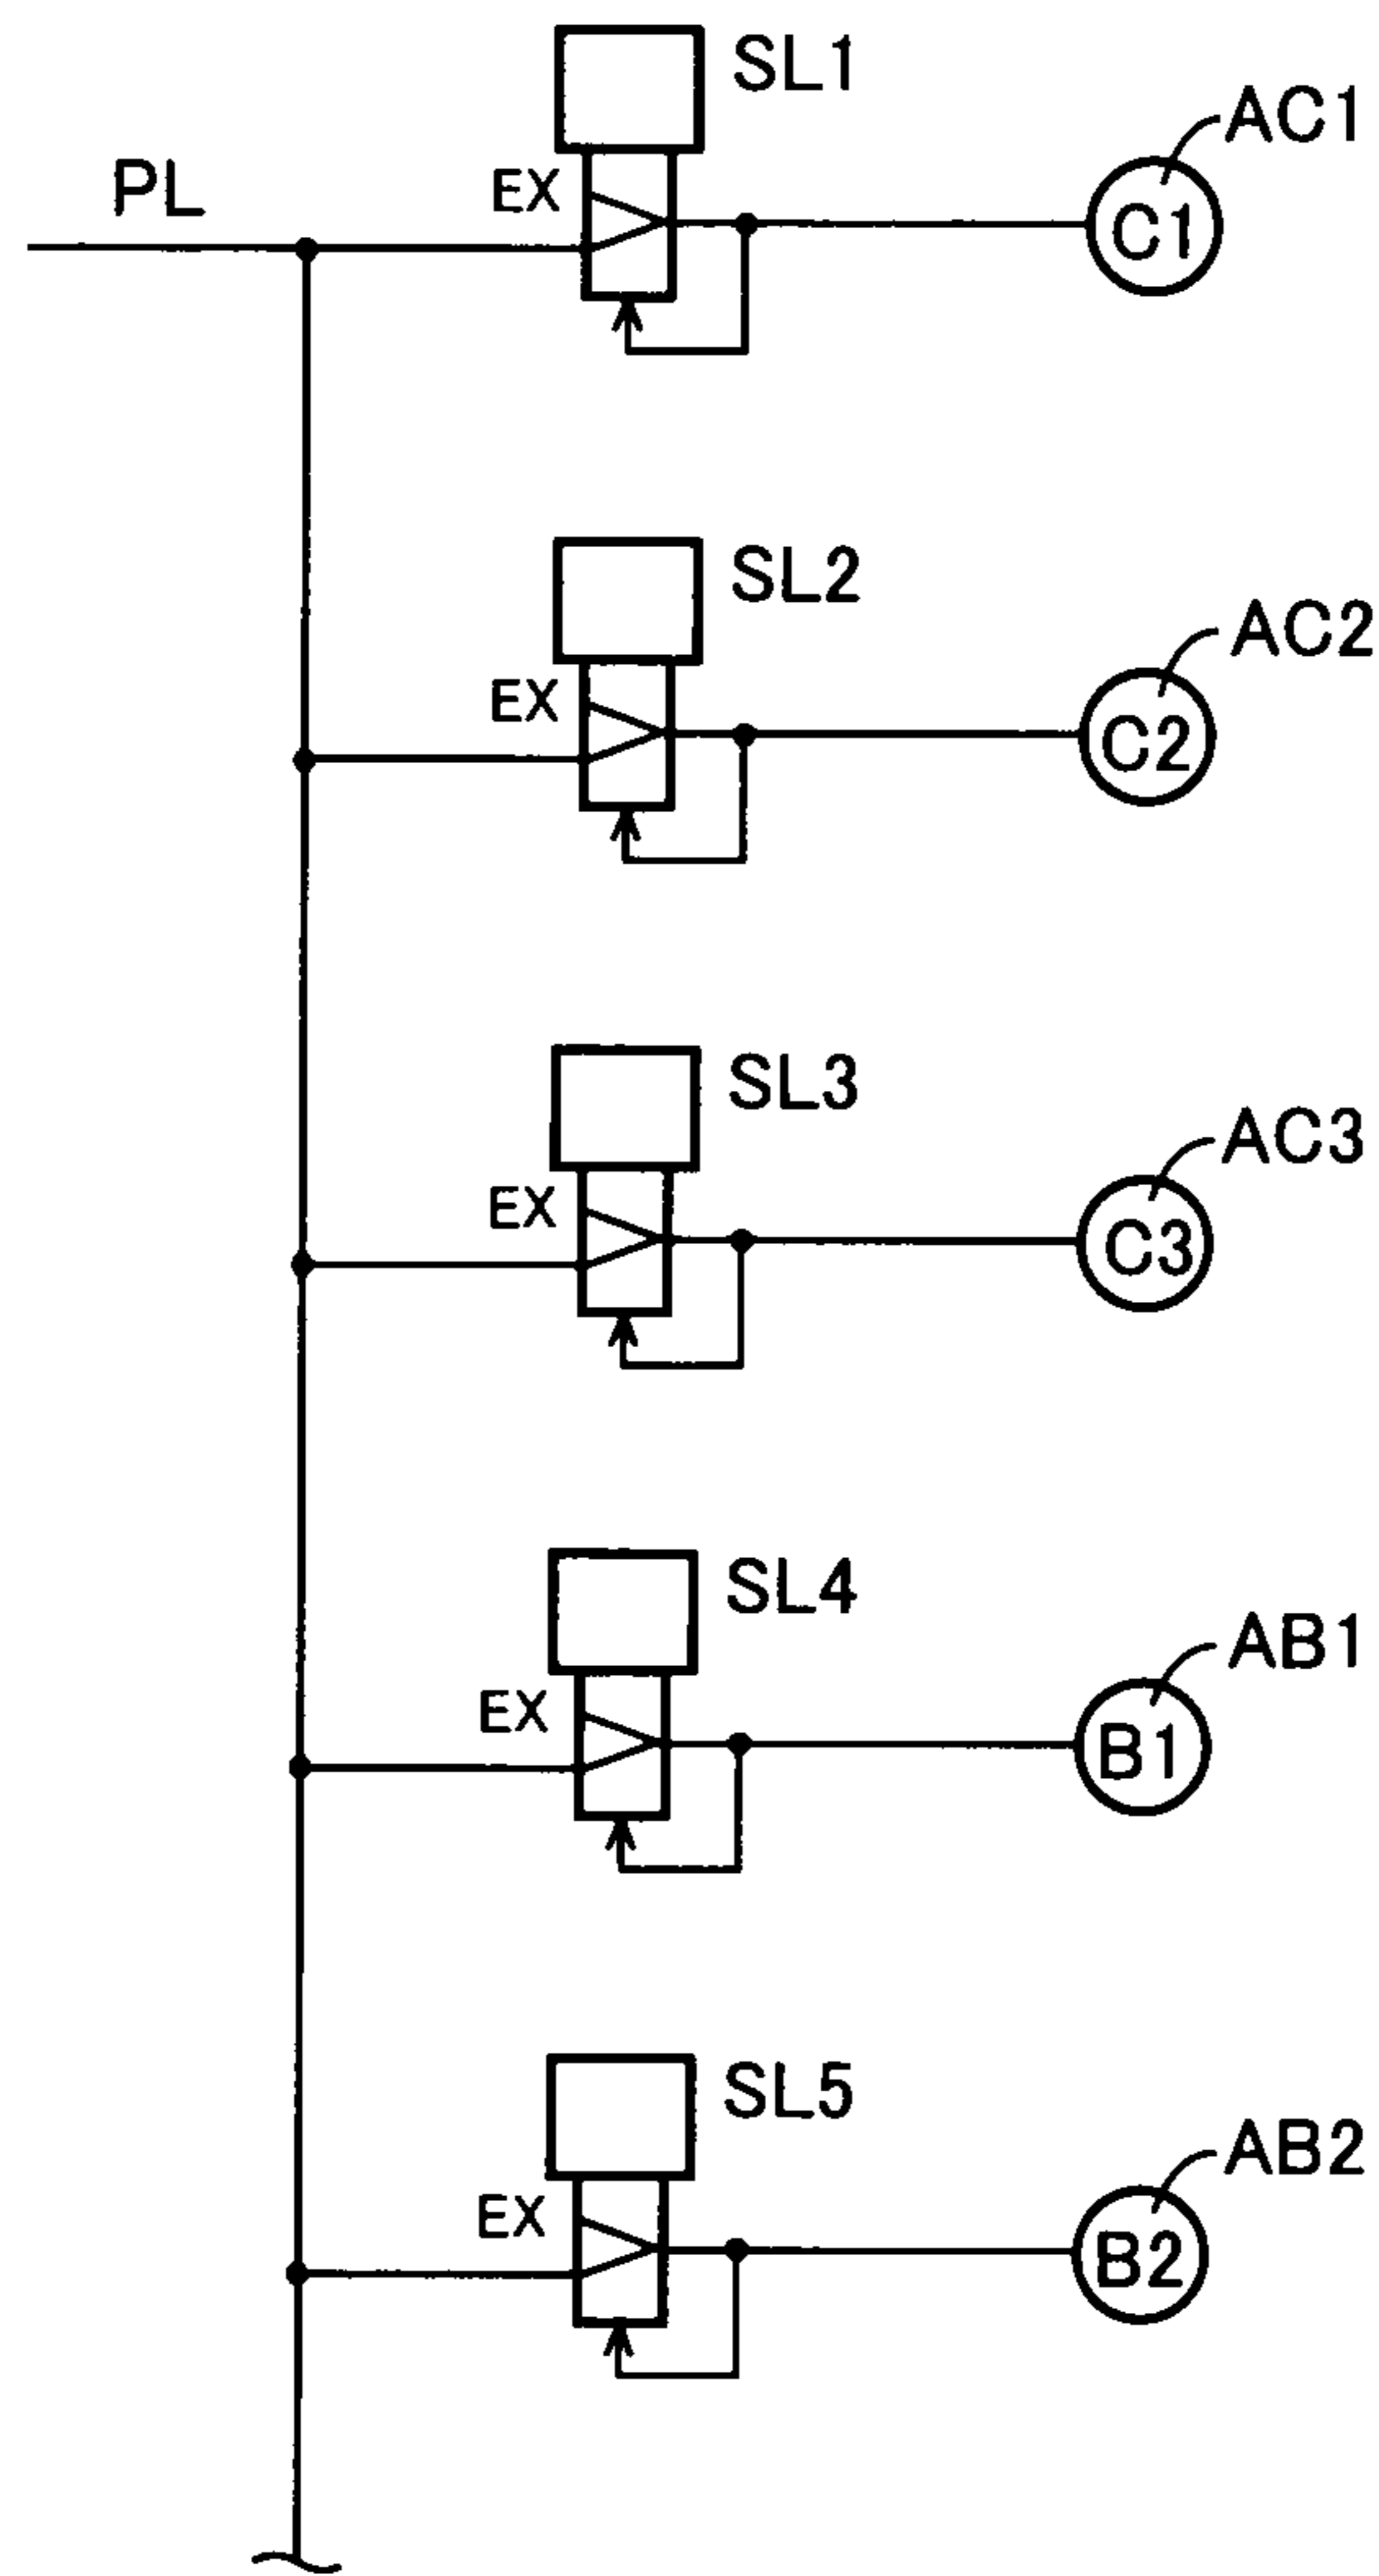 SL1
AC1
PL
EX
C1
SL2
AC2
EX
C2
SL3
AC3
EX
C3
SL4
AB1
EX
B1
SL5
AB2
EX
B2